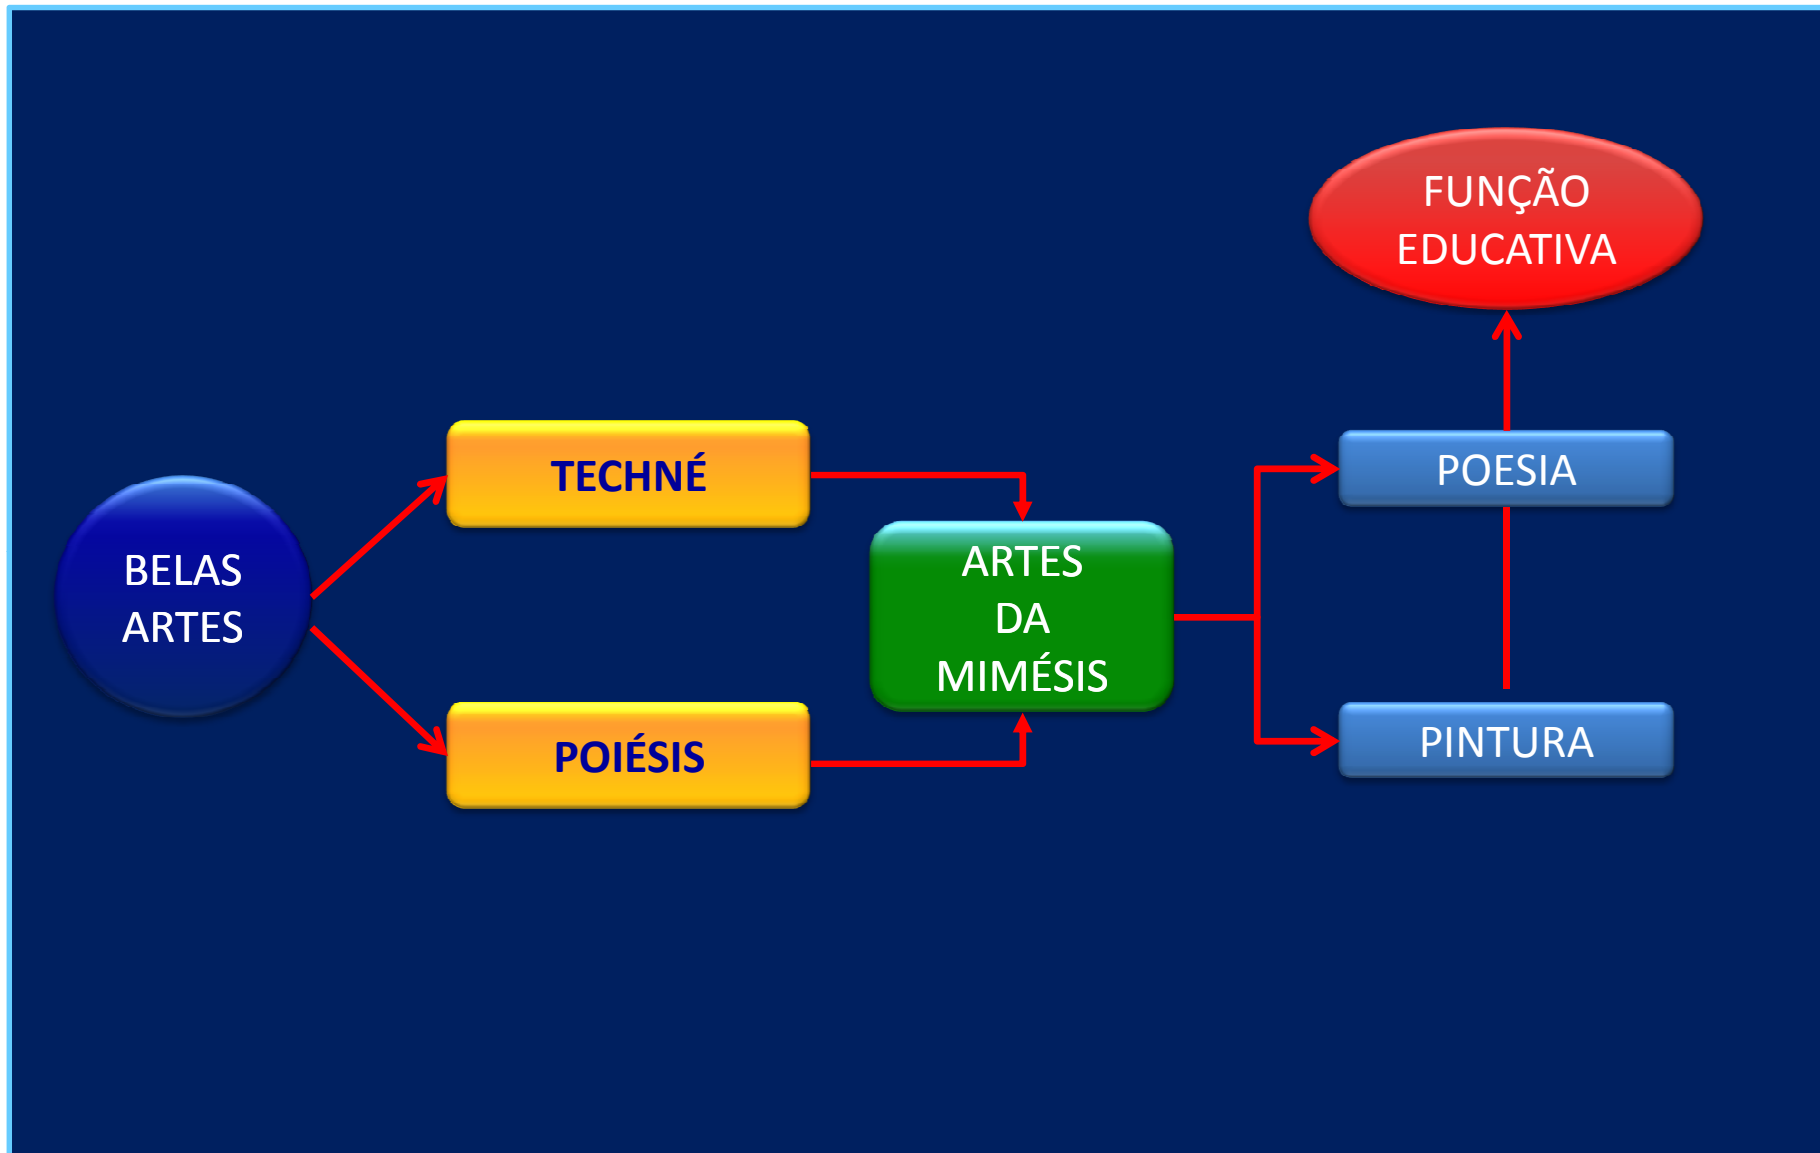 BELAS
ARTES
TECHNÉ
POIÉSIS
ARTES
DA
MIMÉSIS
FUNÇÃO
EDUCATIVA
POESIA
PINTURA